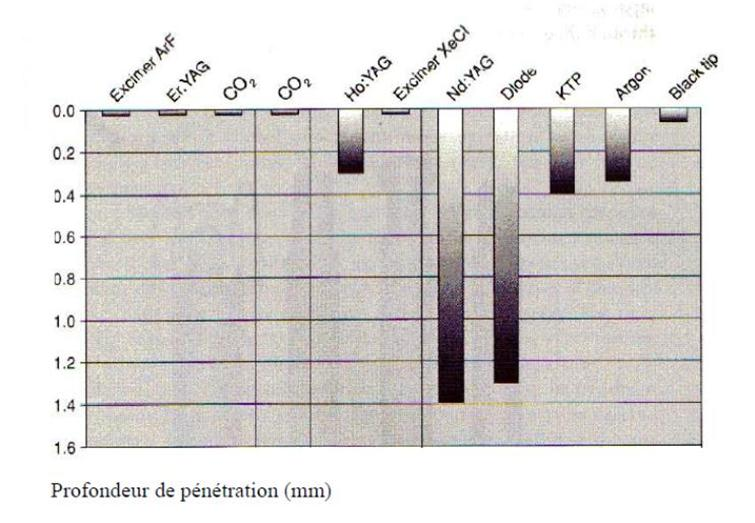 Excimer ArF
Er:YAG
CO2
CO2
Ho:YAG
Excimer XeCl
Nd:YAG
Diode
KTP
Argon
Black tip
0.0
0.2
0.4
0.6
0.8
1.0
1.2
1.4
1.6
Profondeur de pénétration (mm)